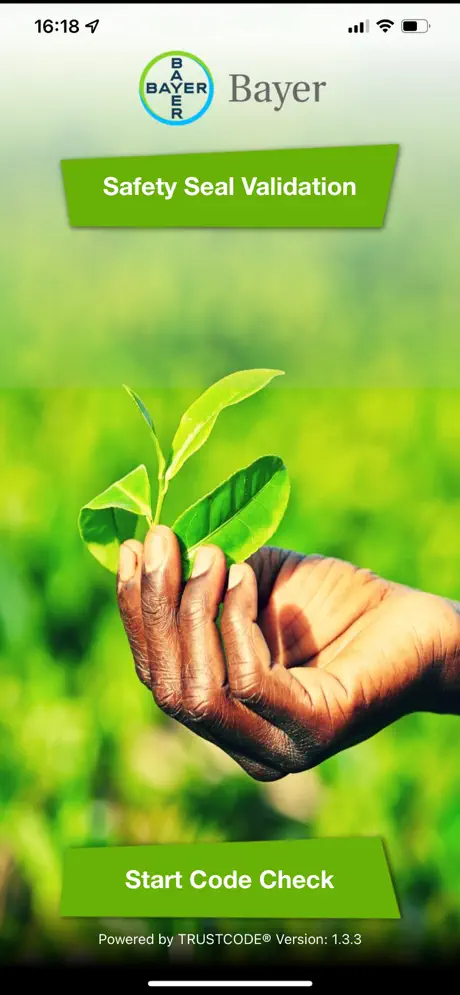 16:18
BAYER
BAYER
Bayer
Safety Seal Validation
Start Code Check
Powered by TRUSTCODE® Version: 1.3.3